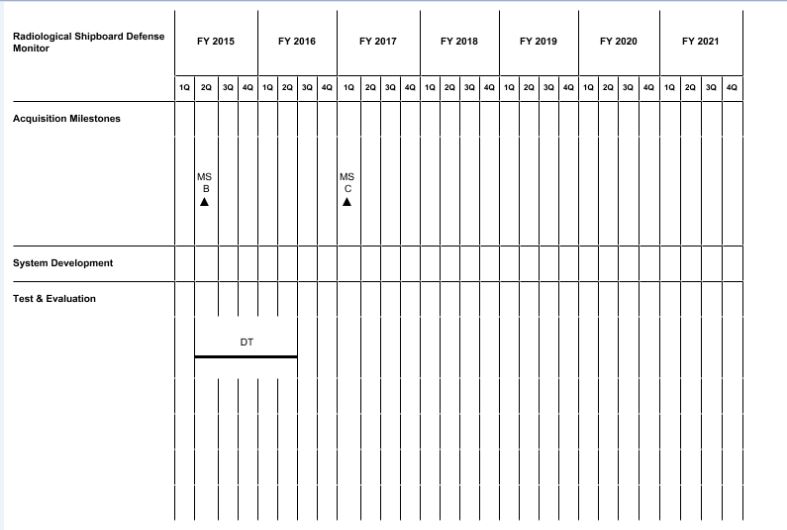 Radiological Shipboard Defense
Monitor
FY 2015 FY 2016 FY 2017 FY 2018 FY 2019 FY 2020 FY 2021
1Q 2Q 3Q 4Q 1Q 2Q 3Q 4Q 1Q 2Q 3Q 4Q 1Q 2Q 3Q 4Q 1Q 2Q 3Q 4Q 1Q 2Q 3Q 4Q 1Q 2Q 3Q 4Q
Acquisition Milestones
MS MS
B C
System Development
Test & Evaluation
DT